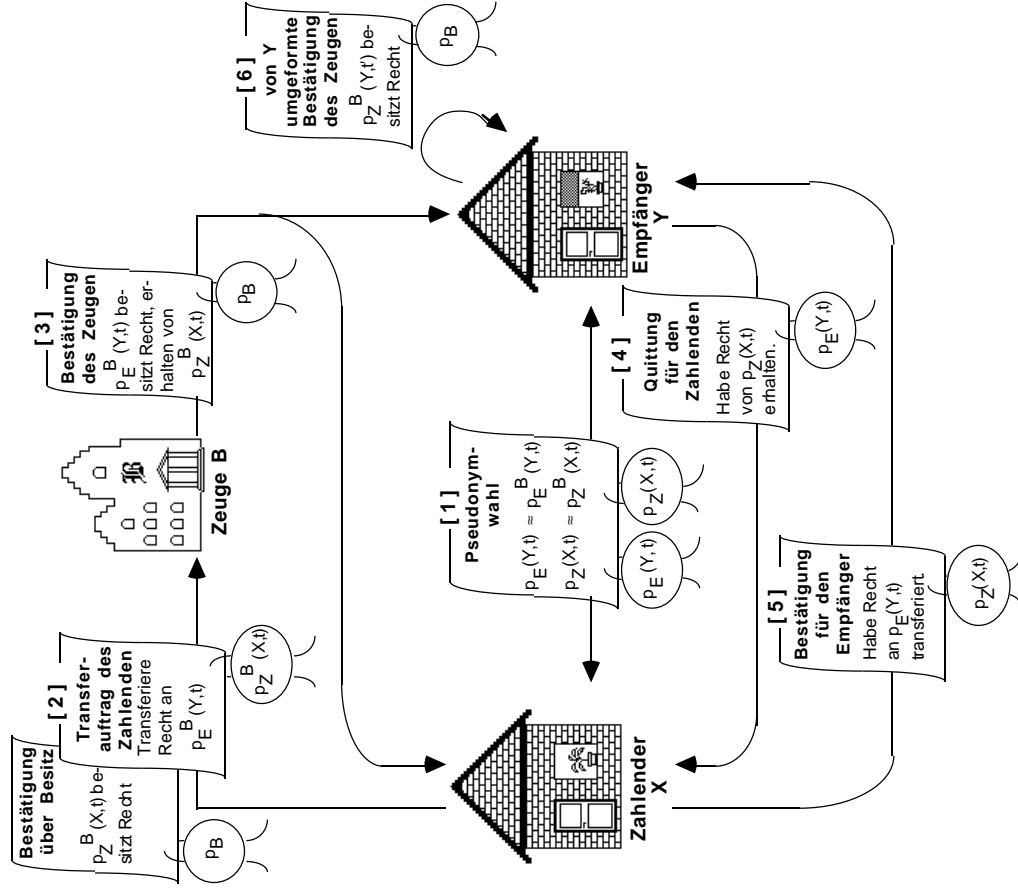 Bestätigung
über Besitz
p_Z^B(X,t) be-
sitzt Recht
p_B
[2]
Transfer-
auftrag des
Zahlenden
Transferiere
Recht an
p_E^B(Y,t)
p_Z^B(X,t)
Zeuge B
B
[3]
Bestätigung
des Zeugen
p_E^B(Y,t) be-
sitzt Recht, er-
halten von
p_Z^B(X,t)
p_B
[6]
von Y
umgeformte
Bestätigung
des Zeugen
p_Z^B(Y,t') be-
sitzt Recht
p_B
[1]
Pseudonym-
wahl
p_E(Y,t) ≈ p_E^B(Y,t)
p_Z(X,t) ≈ p_Z^B(X,t)
p_E(Y,t)
p_Z(X,t)
Zahlender
X
Empfänger
Y
[4]
Quittung
für den
Zahlenden
Habe Recht
von p_Z(X,t)
erhalten.
p_E(Y,t)
[5]
Bestätigung
für den
Empfänger
Habe Recht
an p_E(Y,t)
transferiert.
p_Z(X,t)